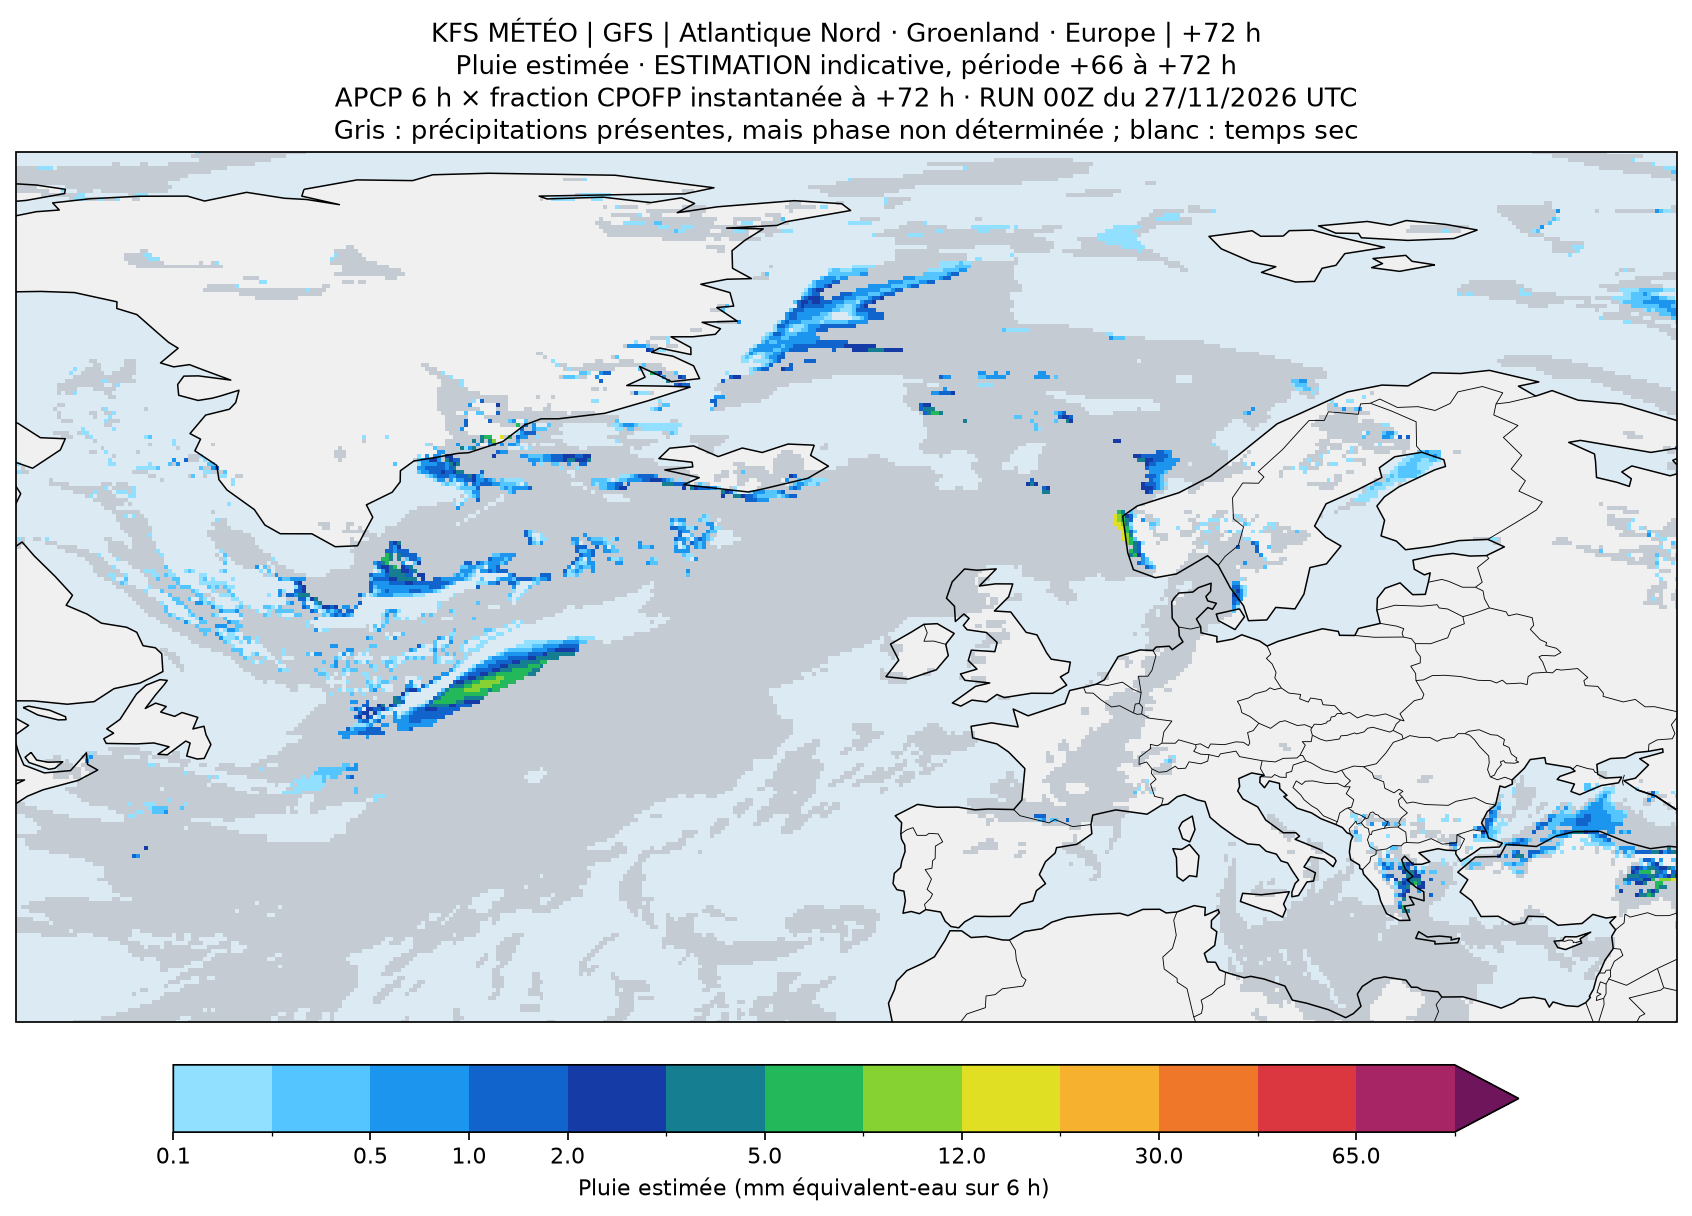 KFS MÉTÉO | GFS | Atlantique Nord · Groenland · Europe | +72 h
Pluie estimée · ESTIMATION indicative, période +66 à +72 h
APCP 6 h × fraction CPOFP instantanée à +72 h · RUN 00Z du 27/11/2026 UTC
Gris : précipitations présentes, mais phase non déterminée ; blanc : temps sec
0.1 0.5 1.0 2.0 5.0 12.0 30.0 65.0
Pluie estimée (mm équivalent-eau sur 6 h)